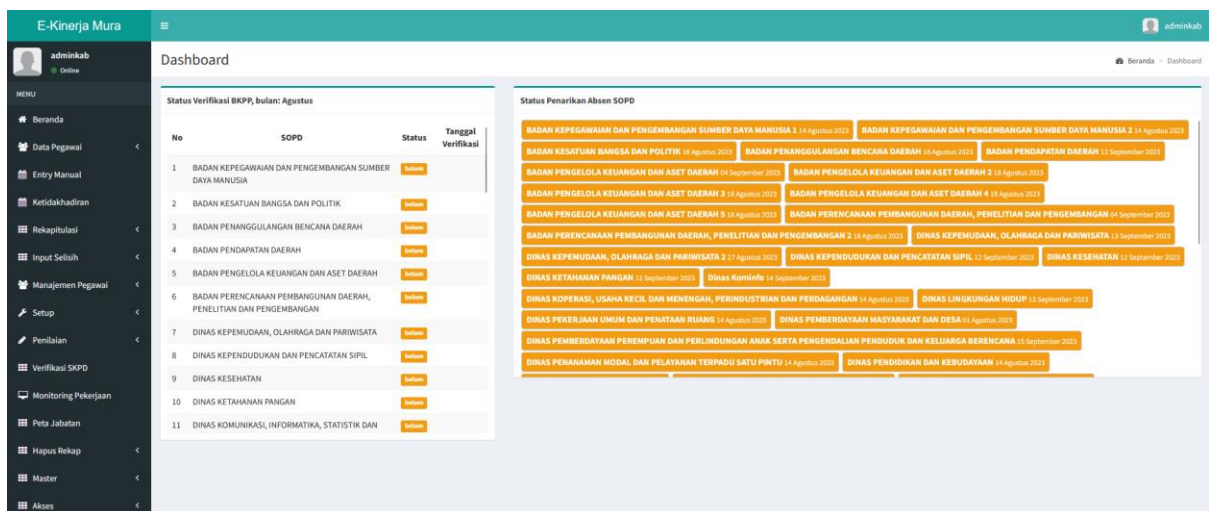 E-Kinerja Mura
adminkab
adminkab
Online
Dashboard
Beranda > Dashboard
MENU
Beranda
Data Pegawai
Entry Manual
Ketidakhadiran
Rekapitulasi
Input Selisih
Manajemen Pegawai
Setup
Penilaian
Verifikasi SKPD
Monitoring Pekerjaan
Peta Jabatan
Hapus Rekap
Master
Akses
Status Verifikasi BKPP, bulan: Agustus
No SOPD Status Tanggal Verifikasi
1 BADAN KEPEGAWAIAN DAN PENGEMBANGAN SUMBER belum
DAYA MANUSIA
2 BADAN KESATUAN BANGSA DAN POLITIK belum
3 BADAN PENANGGULANGAN BENCANA DAERAH belum
4 BADAN PENDAPATAN DAERAH belum
5 BADAN PENGELOLA KEUANGAN DAN ASET DAERAH belum
6 BADAN PERENCANAAN PEMBANGUNAN DAERAH, belum
PENELITIAN DAN PENGEMBANGAN
7 DINAS KEPEMUDAAN, OLAHRAGA DAN PARIWISATA belum
8 DINAS KEPENDUDUKAN DAN PENCATATAN SIPIL belum
9 DINAS KESEHATAN belum
10 DINAS KETAHANAN PANGAN belum
11 DINAS KOMUNIKASI, INFORMATIKA, STATISTIK DAN belum
Status Penarikan Absen SOPD
BADAN KEPEGAWAIAN DAN PENGEMBANGAN SUMBER DAYA MANUSIA 1 14 Agustus 2023 BADAN KEPEGAWAIAN DAN PENGEMBANGAN SUMBER DAYA MANUSIA 2 14 Agustus 2023
BADAN KESATUAN BANGSA DAN POLITIK 18 Agustus 2023 BADAN PENANGGULANGAN BENCANA DAERAH 18 Agustus 2023 BADAN PENDAPATAN DAERAH 12 September 2023
BADAN PENGELOLA KEUANGAN DAN ASET DAERAH 04 September 2023 BADAN PENGELOLA KEUANGAN DAN ASET DAERAH 2 18 Agustus 2023
BADAN PENGELOLA KEUANGAN DAN ASET DAERAH 3 18 Agustus 2023 BADAN PENGELOLA KEUANGAN DAN ASET DAERAH 4 18 Agustus 2023
BADAN PENGELOLA KEUANGAN DAN ASET DAERAH 5 18 Agustus 2023 BADAN PERENCANAAN PEMBANGUNAN DAERAH, PENELITIAN DAN PENGEMBANGAN 04 September 2023
BADAN PERENCANAAN PEMBANGUNAN DAERAH, PENELITIAN DAN PENGEMBANGAN 2 18 Agustus 2023 DINAS KEPEMUDAAN, OLAHRAGA DAN PARIWISATA 13 September 2023
DINAS KEPEMUDAAN, OLAHRAGA DAN PARIWISATA 2 27 Agustus 2023 DINAS KEPENDUDUKAN DAN PENCATATAN SIPIL 12 September 2023 DINAS KESEHATAN 12 September 2023
DINAS KETAHANAN PANGAN 12 September 2023 Dinas Kominfo 14 September 2023
DINAS KOPERASI, USAHA KECIL DAN MENENGAH, PERINDUSTRIAN DAN PERDAGANGAN 14 Agustus 2023 DINAS LINGKUNGAN HIDUP 13 September 2023
DINAS PEKERJAAN UMUM DAN PENATAAN RUANG 14 Agustus 2023 DINAS PEMBERDAYAAN MASYARAKAT DAN DESA 01 Agustus 2023
DINAS PEMBERDAYAAN PEREMPUAN DAN PERLINDUNGAN ANAK SERTA PENGENDALIAN PENDUDUK DAN KELUARGA BERENCANA 15 September 2023
DINAS PENANAMAN MODAL DAN PELAYANAN TERPADU SATU PINTU 14 Agustus 2023 DINAS PENDIDIKAN DAN KEBUDAYAAN 14 Agustus 2023